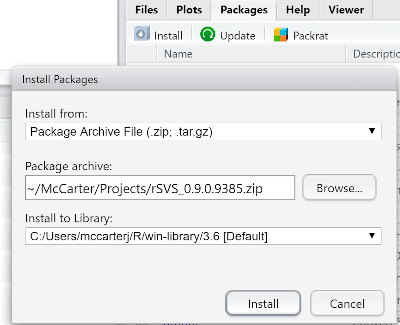 Files Plots Packages Help Viewer
Install Update Packrat
Name Descriptio
Install Packages
Install from:
Package Archive File (.zip; .tar.gz)
Package archive:
~/McCarter/Projects/rSVS_0.9.0.9385.zip
Browse...
Install to Library:
C:/Users/mccarterj/R/win-library/3.6 [Default]
Install Cancel